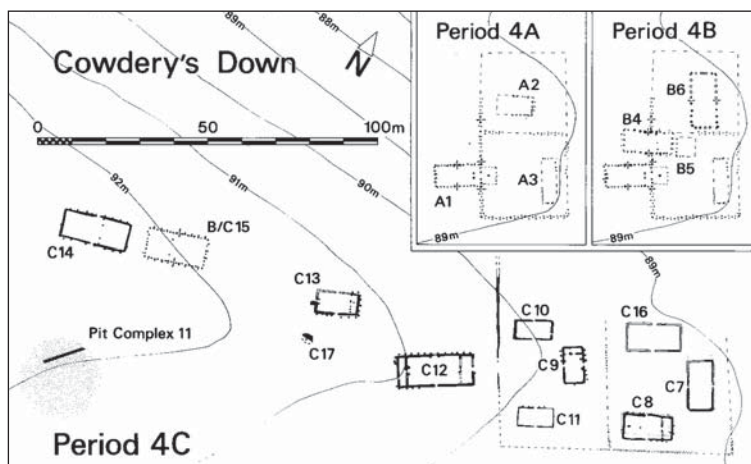 Cowdery's Down
N
0 50 100m
89m
88m
92m
91m
90m
89m
C14
B/C15
C13
C17
Pit Complex 11
C12
C10
C9
C11
C16
C7
C8
Period 4C
Period 4A
A2
A1
A3
89m
Period 4B
B6
B4
B5
89m